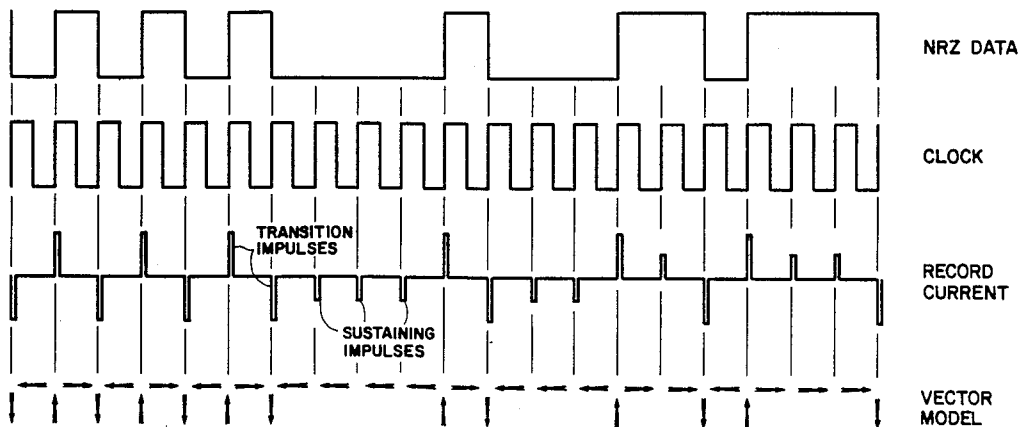 NRZ DATA
CLOCK
TRANSITION
IMPULSES
RECORD
CURRENT
SUSTAINING
IMPULSES
VECTOR
MODEL